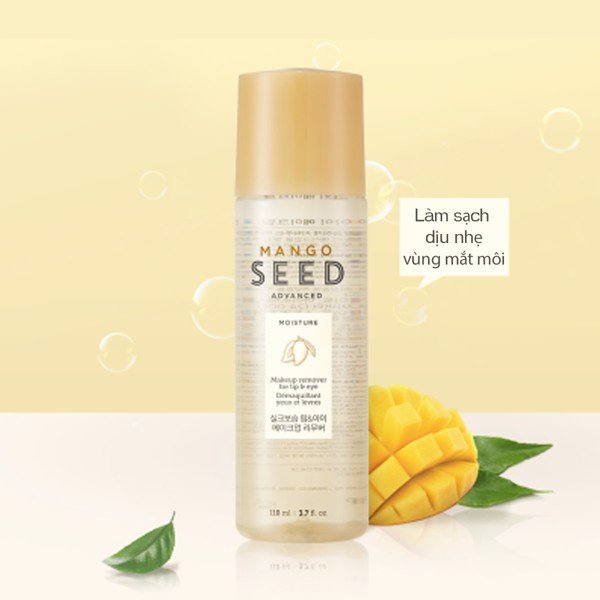 MANGO
SEED
ADVANCED
MOISTURE
Makeup remover
for lip & eye
Démaquillant
yeux et lèvres
실크보습 립&아이
메이크업 리무버
110 ml | 3.7 fl. oz
Làm sạch
dịu nhẹ
vùng mắt môi